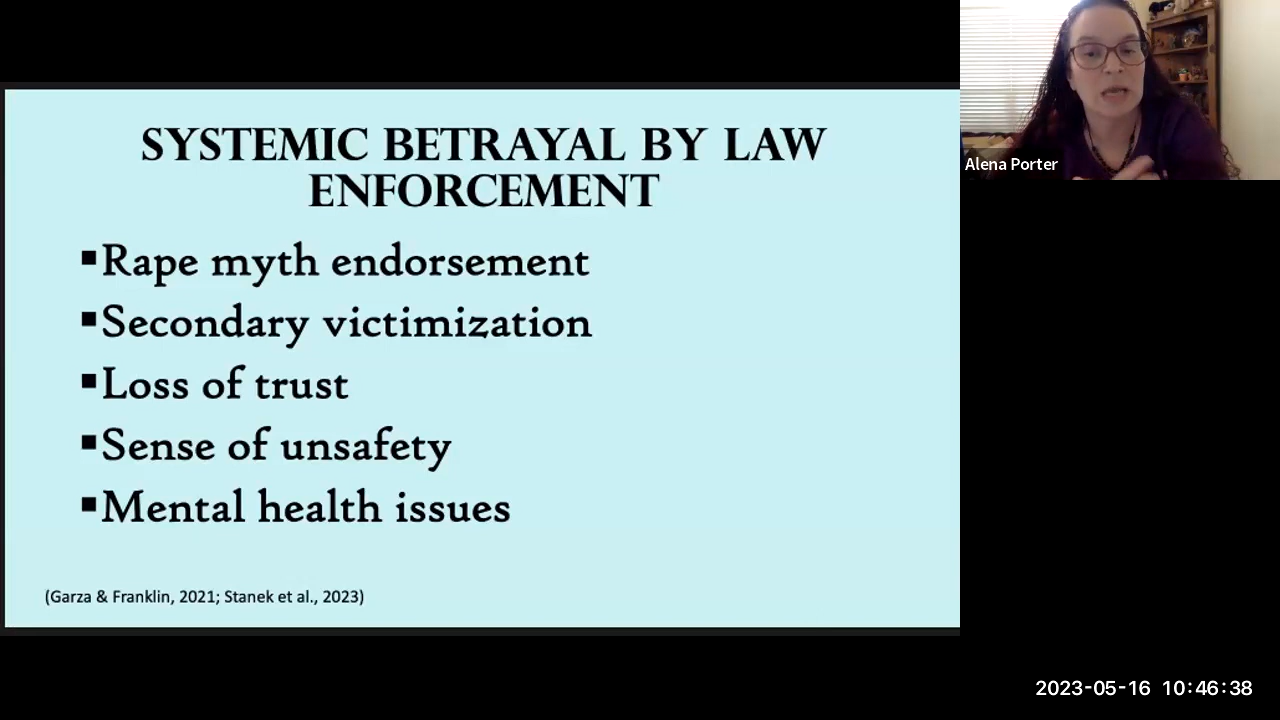 SYSTEMIC BETRAYAL BY LAW
ENFORCEMENT
▪Rape myth endorsement
▪Secondary victimization
▪Loss of trust
▪Sense of unsafety
▪Mental health issues
(Garza & Franklin, 2021; Stanek et al., 2023)
Alena Porter
2023-05-16 10:46:38